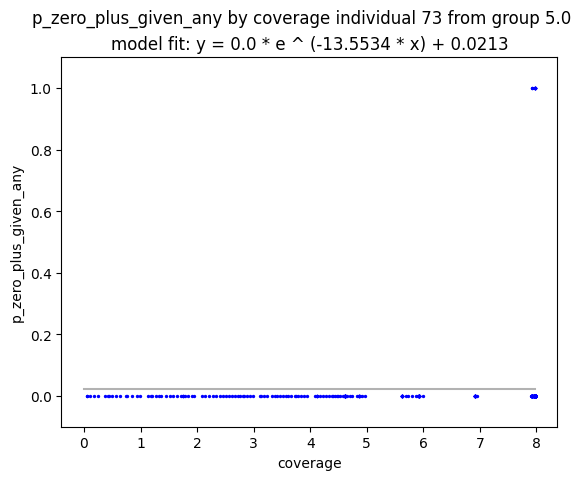 p_zero_plus_given_any by coverage individual 73 from group 5.0
model fit: y = 0.0 * e ^ (-13.5534 * x) + 0.0213
1.0
0.8
0.6
0.4
0.2
0.0
p_zero_plus_given_any
0 1 2 3 4 5 6 7 8
coverage